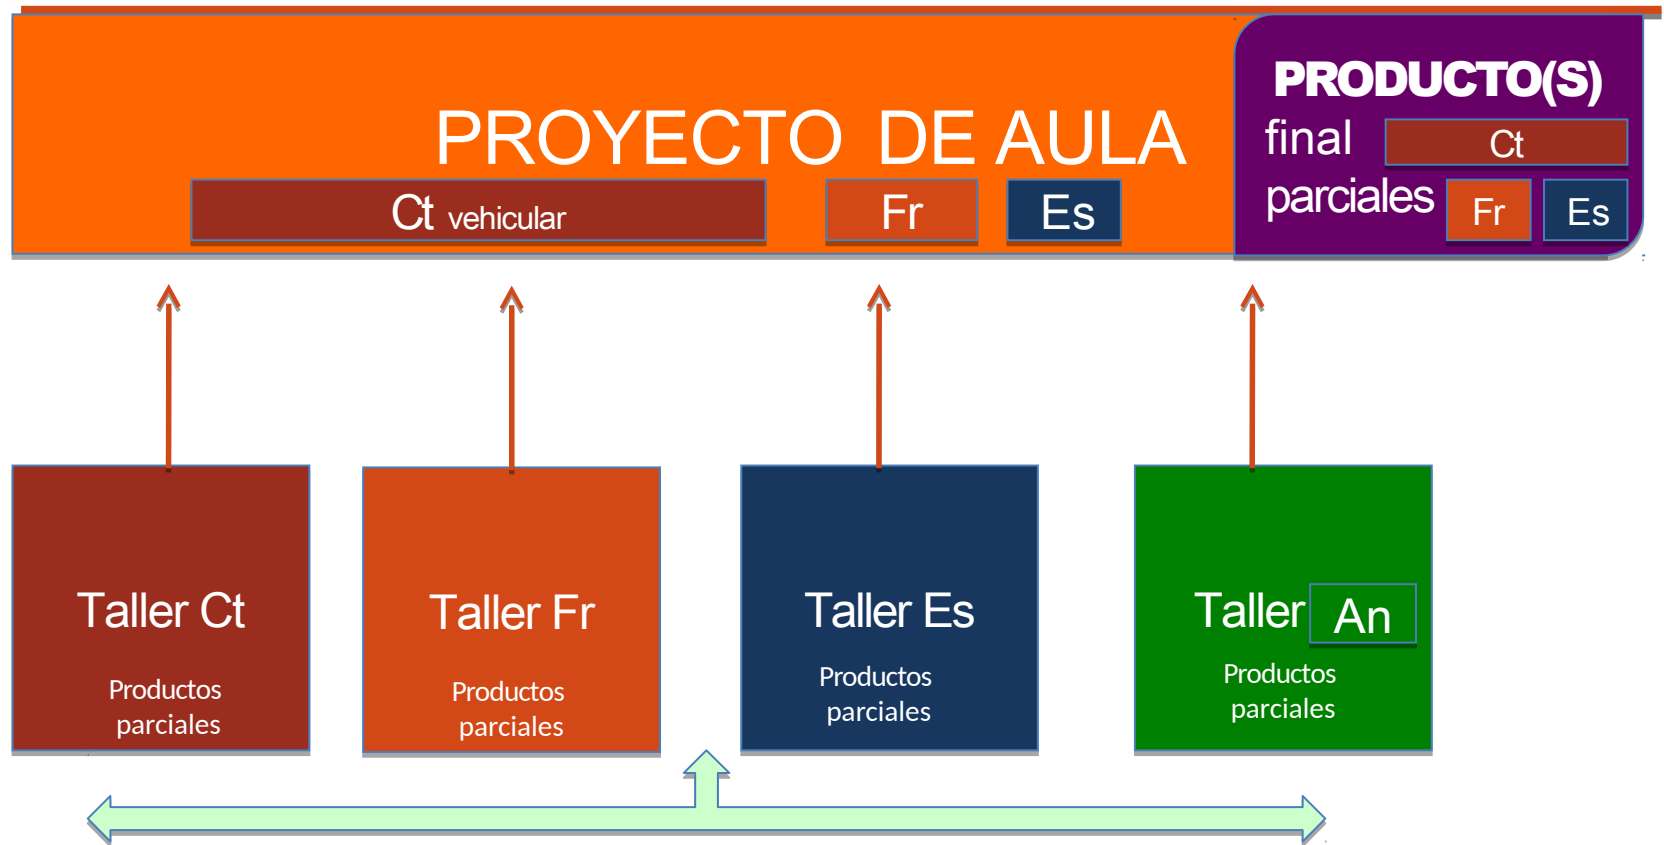 PROYECTO DE AULA
Ct vehicular
Fr
Es
PRODUCTO(S)
final
Ct
parciales
Fr
Es
Taller Ct
Productos
parciales
Taller Fr
Productos
parciales
Taller Es
Productos
parciales
Taller An
Productos
parciales